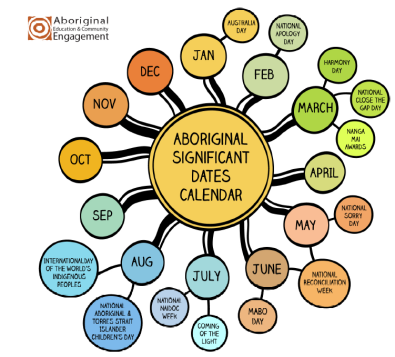 Aboriginal
Education & Community
Engagement
AUSTRALIA
DAY
NATIONAL
APOLOGY
DAY
JAN
FEB
HARMONY
DAY
DEC
MARCH
NATIONAL
CLOSE THE
GAP DAY
NOV
NANGA
MAI
AWARDS
ABORIGINAL
SIGNIFICANT
DATES
CALENDAR
OCT
APRIL
SEP
MAY
NATIONAL
SORRY
DAY
INTERNATIONALDAY
OF THE WORLD'S
INDIGENOUS
PEOPLES
AUG
JULY
JUNE
NATIONAL
RECONCILIATION
WEEK
NATIONAL
ABORIGINAL &
TORRES STRAIT
ISLANDER
CHILDREN'S DAY
NATIONAL
NAIDOC
WEEK
MABO
DAY
COMING
OF THE
LIGHT